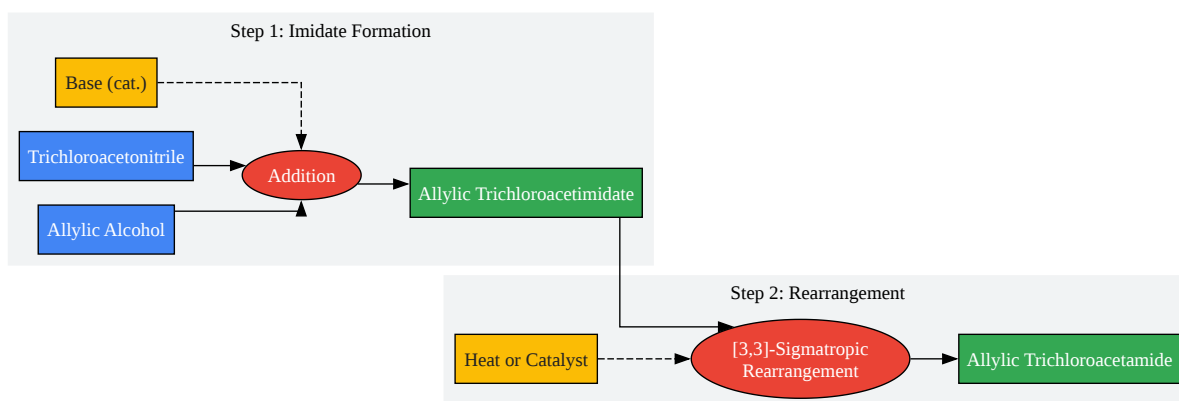 Step 1: Imidate Formation
Base (cat.)
Trichloroacetonitrile
Addition
Allylic Trichloroacetimidate
Allylic Alcohol
Step 2: Rearrangement
Heat or Catalyst
[3,3]-Sigmatropic
Rearrangement
Allylic Trichloroacetamide